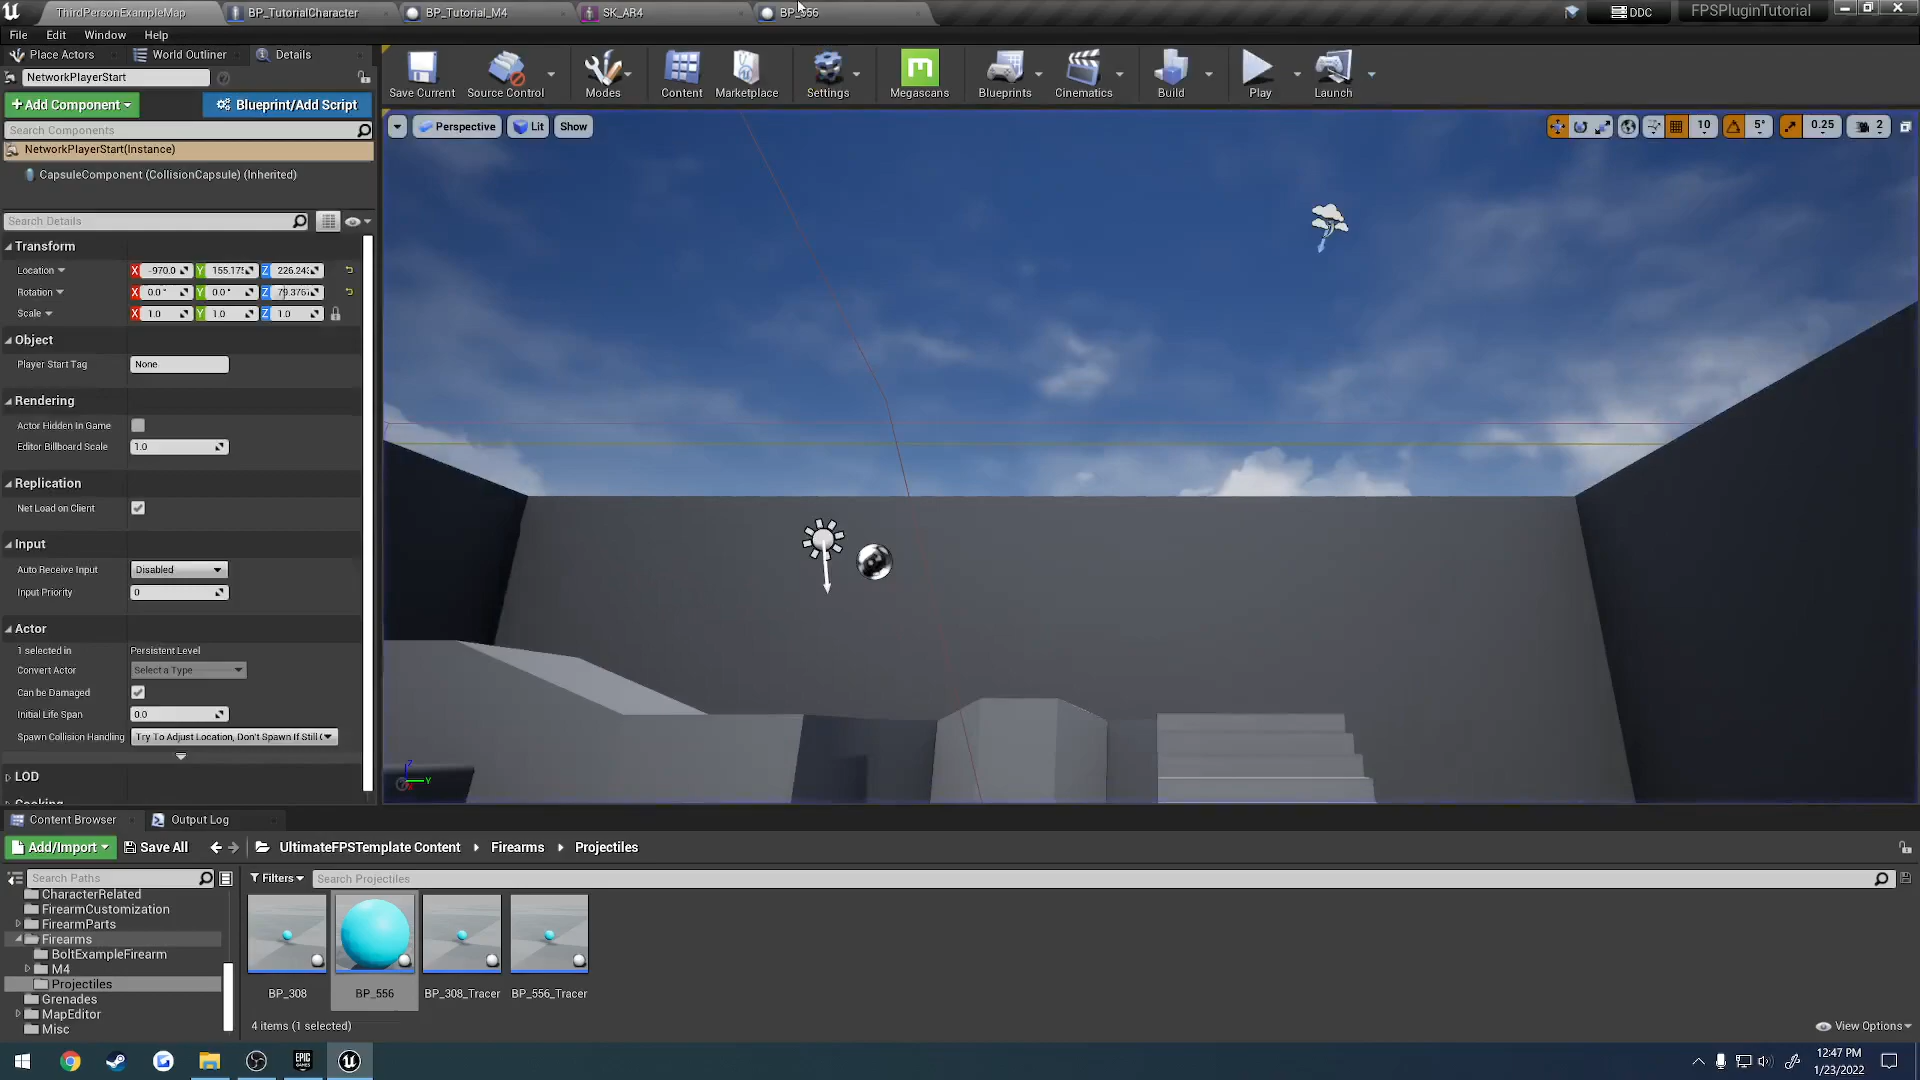 ThirdPersonExampleMap
BP_TutorialCharacter
BP_Tutorial_M4
SK_AR4
DDC
FPSPluginTutorial
File
Edit
Window
Help
Place Actors
World Outliner
Details
NetworkPlayerStart
+ Add Component
Blueprint/Add Script
Search Components
NetworkPlayerStart(Instance)
CapsuleComponent (CollisionCapsule) (Inherited)
Search Details
Save Current
Source Control
Modes
Content
Marketplace
Settings
Megascans
Blueprints
Cinematics
Build
Play
Launch
Perspective
Lit
Show
10
5°
0.25
2
Transform
Location
X -970.0 Y 155.175 Z
Rotation
X 0.0° Y 0.0° Z
Scale
X 1.0 Y 1.0 Z 1.0
Object
Player Start Tag
None
Rendering
Actor Hidden In Game
Editor Billboard Scale
1.0
Replication
Net Load on Client
Input
Auto Receive Input
Disabled
Input Priority
0
Actor
1 selected in
Persistent Level
Convert Actor
Select a Type
Can be Damaged
Initial Life Span
0.0
Spawn Collision Handling
Try To Adjust Location, Don't Spawn If Still
LOD
Z
Y
Content Browser
Output Log
Add/Import
Save All
UltimateFPSTemplate Content
Firearms
Projectiles
Search Paths
Filters
Search Projectiles
CharacterRelated
FirearmCustomization
FirearmParts
Firearms
BoltExampleFirearm
M4
Projectiles
Grenades
MapEditor
Misc
BP_308
BP_556
BP_308_Tracer
BP_556_Tracer
4 items (1 selected)
View Options
EPIC GAMES
12:47 PM
1/23/2022